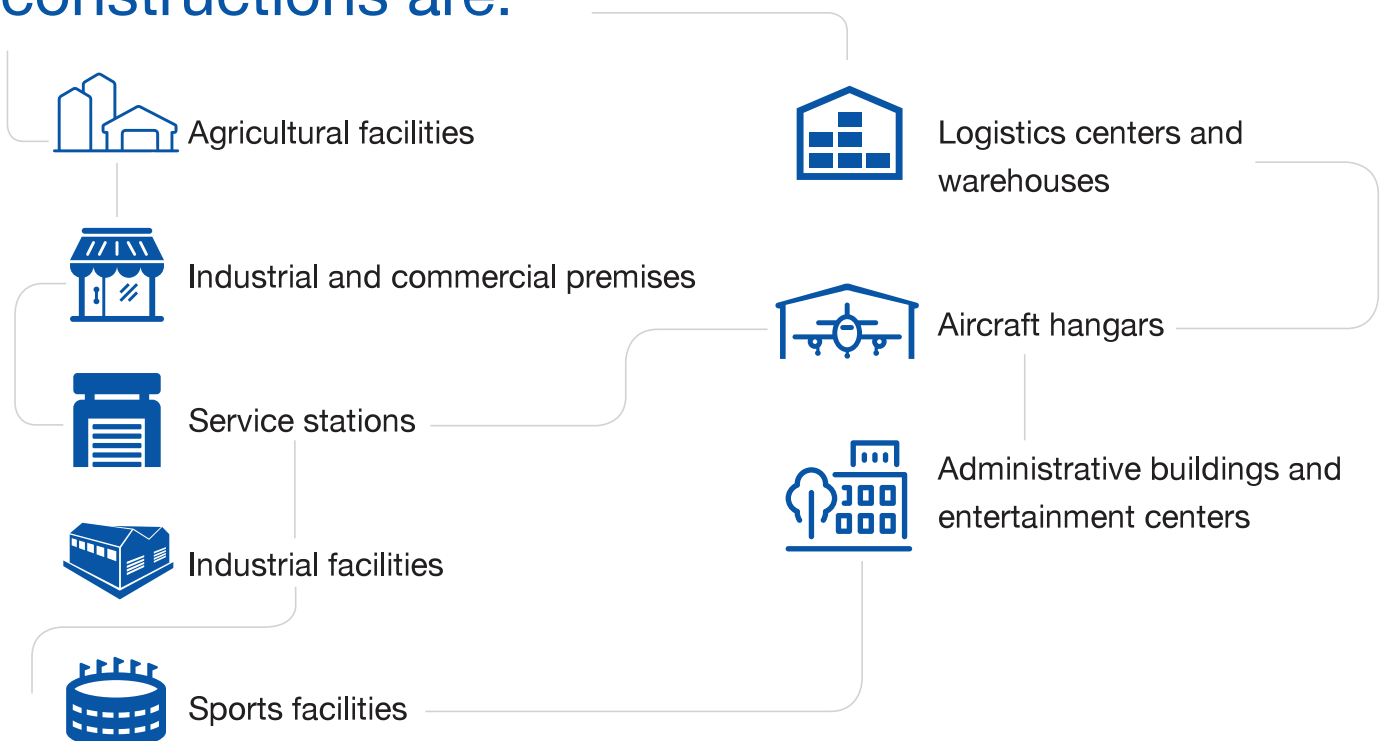 constructions are:
Agricultural facilities
Industrial and commercial premises
Service stations
Industrial facilities
Sports facilities
Logistics centers and
warehouses
Aircraft hangars
Administrative buildings and
entertainment centers